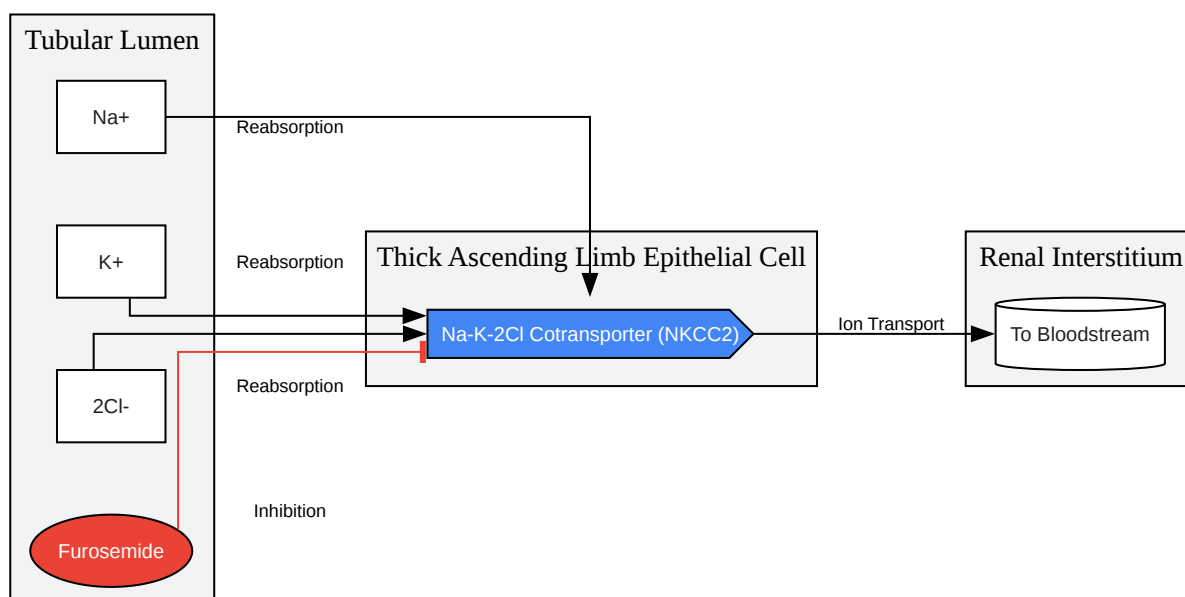 Tubular Lumen
Na+
Reabsorption
K+
Reabsorption
Thick Ascending Limb Epithelial Cell
Renal Interstitium
Na-K-2Cl Cotransporter (NKCC2)
Ion Transport
To Bloodstream
Reabsorption
2Cl-
Inhibition
Furosemide